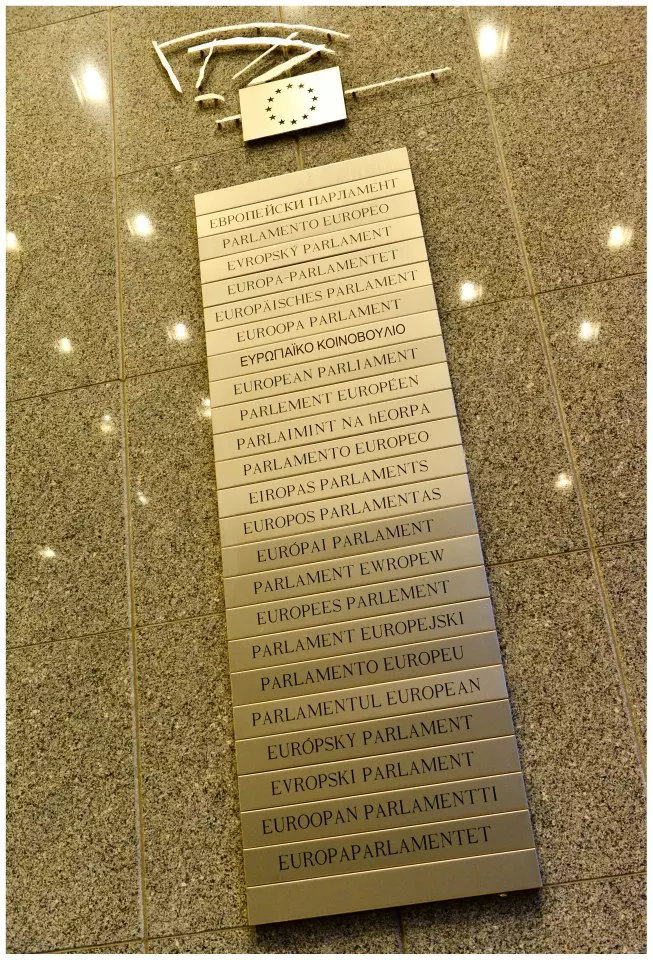 ЕВРОПЕЙСКИ ПАРЛАМЕНТ
PARLAMENTO EUROPEO
EVROPSKÝ PARLAMENT
EUROPA-PARLAMENTET
EUROPÄISCHES PARLAMENT
EUROOPA PARLAMENT
ΕΥΡΩΠΑΪΚΟ ΚΟΙΝΟΒΟΥΛΙΟ
EUROPEAN PARLIAMENT
PARLEMENT EUROPÉEN
PARLAIMINT NA hEORPA
PARLAMENTO EUROPEO
EIROPAS PARLAMENTS
EUROPOS PARLAMENTAS
EURÓPAI PARLAMENT
PARLAMENT EWROPEW
EUROPEES PARLEMENT
PARLAMENT EUROPEJSKI
PARLAMENTO EUROPEU
PARLAMENTUL EUROPEAN
EURÓPSKY PARLAMENT
EVROPSKI PARLAMENT
EUROOPAN PARLAMENTTI
EUROPAPARLAMENTET